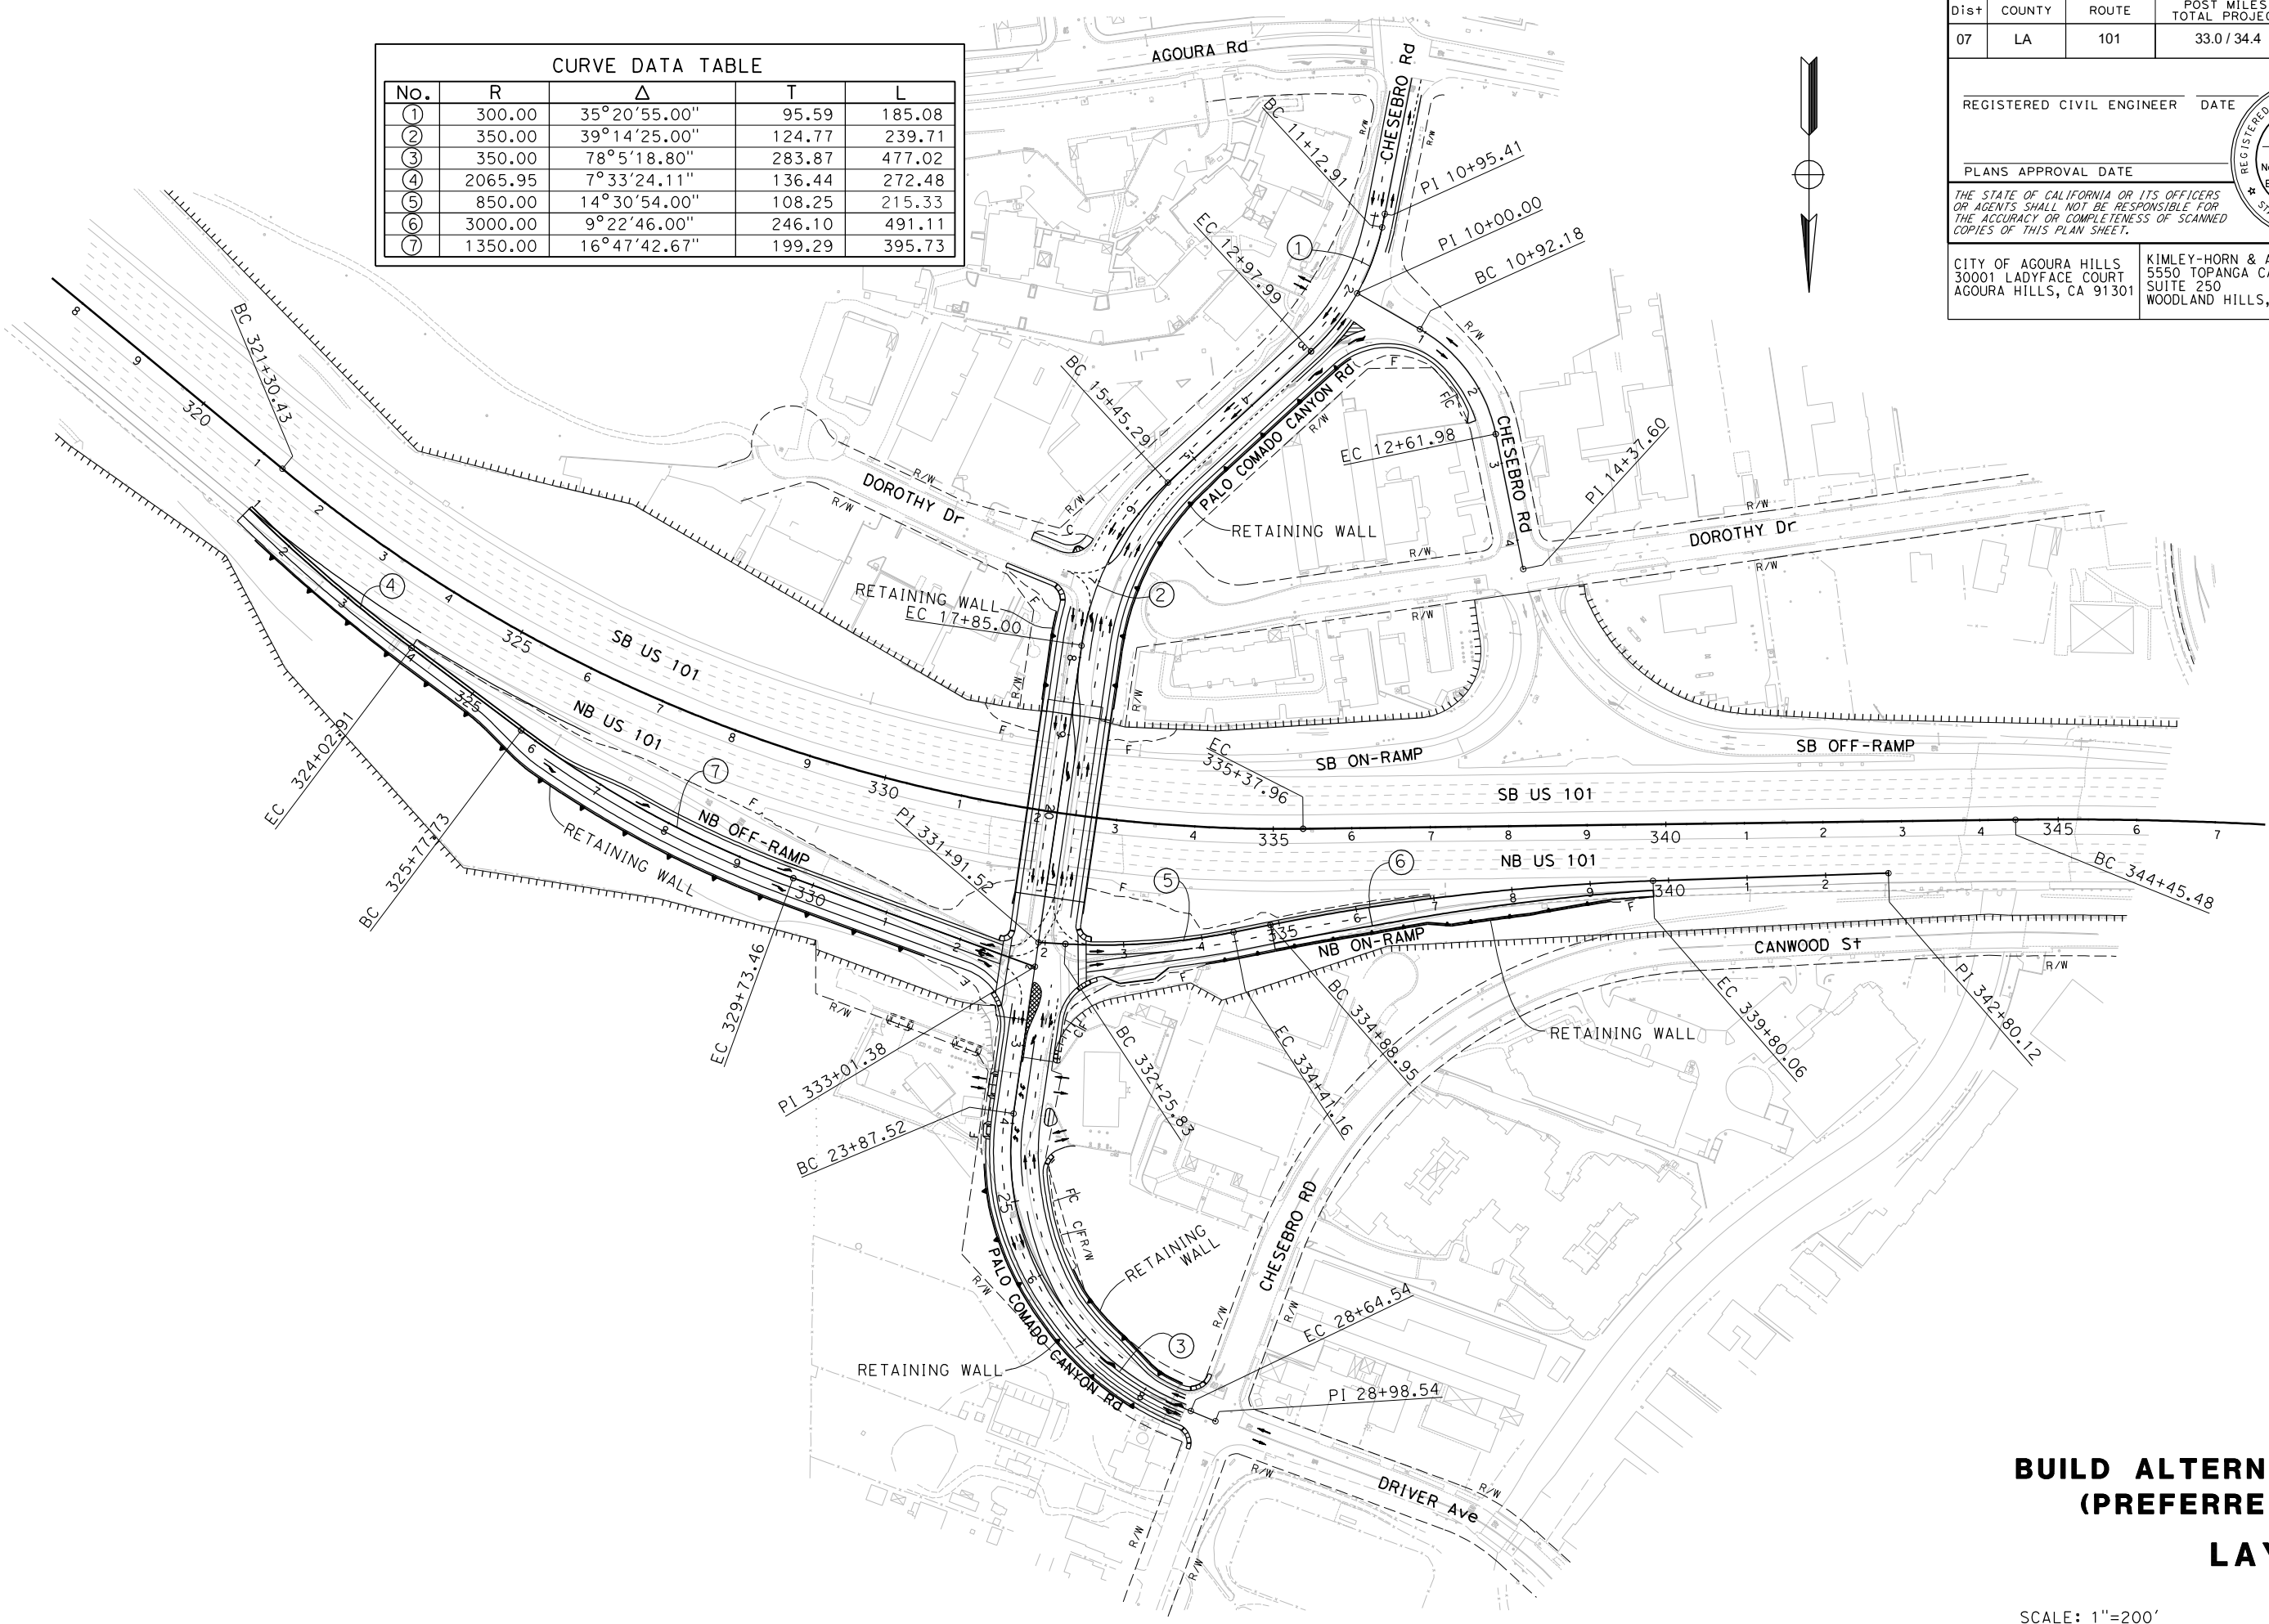 CURVE DATA TABLE
No. R Δ T L
① 300.00 35°20'55.00" 95.59 185.08
② 350.00 39°14'25.00" 124.77 239.71
③ 350.00 78°5'18.80" 283.87 477.02
④ 2065.95 7°33'24.11" 136.44 272.48
⑤ 850.00 14°30'54.00" 108.25 215.33
⑥ 3000.00 9°22'46.00" 246.10 491.11
⑦ 1350.00 16°47'42.67" 199.29 395.73
Dist COUNTY ROUTE POST MILES
TOTAL PROJEC
07 LA 101 33.0 / 34.4
REGISTERED CIVIL ENGINEER DATE
PLANS APPROVAL DATE
THE STATE OF CALIFORNIA OR ITS OFFICERS
OR AGENTS SHALL NOT BE RESPONSIBLE FOR
THE ACCURACY OR COMPLETENESS OF SCANNED
COPIES OF THIS PLAN SHEET.
CITY OF AGOURA HILLS
30001 LADYFACE COURT
AGOURA HILLS, CA 91301
KIMLEY-HORN & A
5550 TOPANGA CA
SUITE 250
WOODLAND HILLS,
AGOURA Rd
CHESEBRO Rd
BC 11+12.91
PI 10+95.41
PI 10+00.00
BC 10+92.18
EC 12+97.99
①
BC 15+45.29
PALO COMADO CANYON Rd
EC 12+61.98
CHESEBRO Rd
PI 14+37.60
RETAINING WALL
DOROTHY Dr
DOROTHY Dr
BC 321+30.43
④
RETAINING WALL
EC 17+85.00
②
SB US 101
NB US 101
320
325
330
335
340
345
SB ON-RAMP
SB OFF-RAMP
SB US 101
NB US 101
EC
335+37.96
BC 344+45.48
EC 324+02.91
BC 325+77.73
⑦
NB OFF-RAMP
RETAINING WALL
PI 331+91.52
⑤
⑥
NB ON-RAMP
CANWOOD St
EC 329+73.46
PI 333+01.38
BC 332+25.83
EC 334+41.16
BC 334+88.95
RETAINING WALL
EC 339+80.06
PI 342+80.12
BC 23+87.52
CHESEBRO RD
RETAINING
WALL
PALO COMADO CANYON Rd
③
EC 28+64.54
RETAINING WALL
PI 28+98.54
DRIVER Ave
R/W
BUILD ALTERN
(PREFERRE
LAY
SCALE: 1"=200'